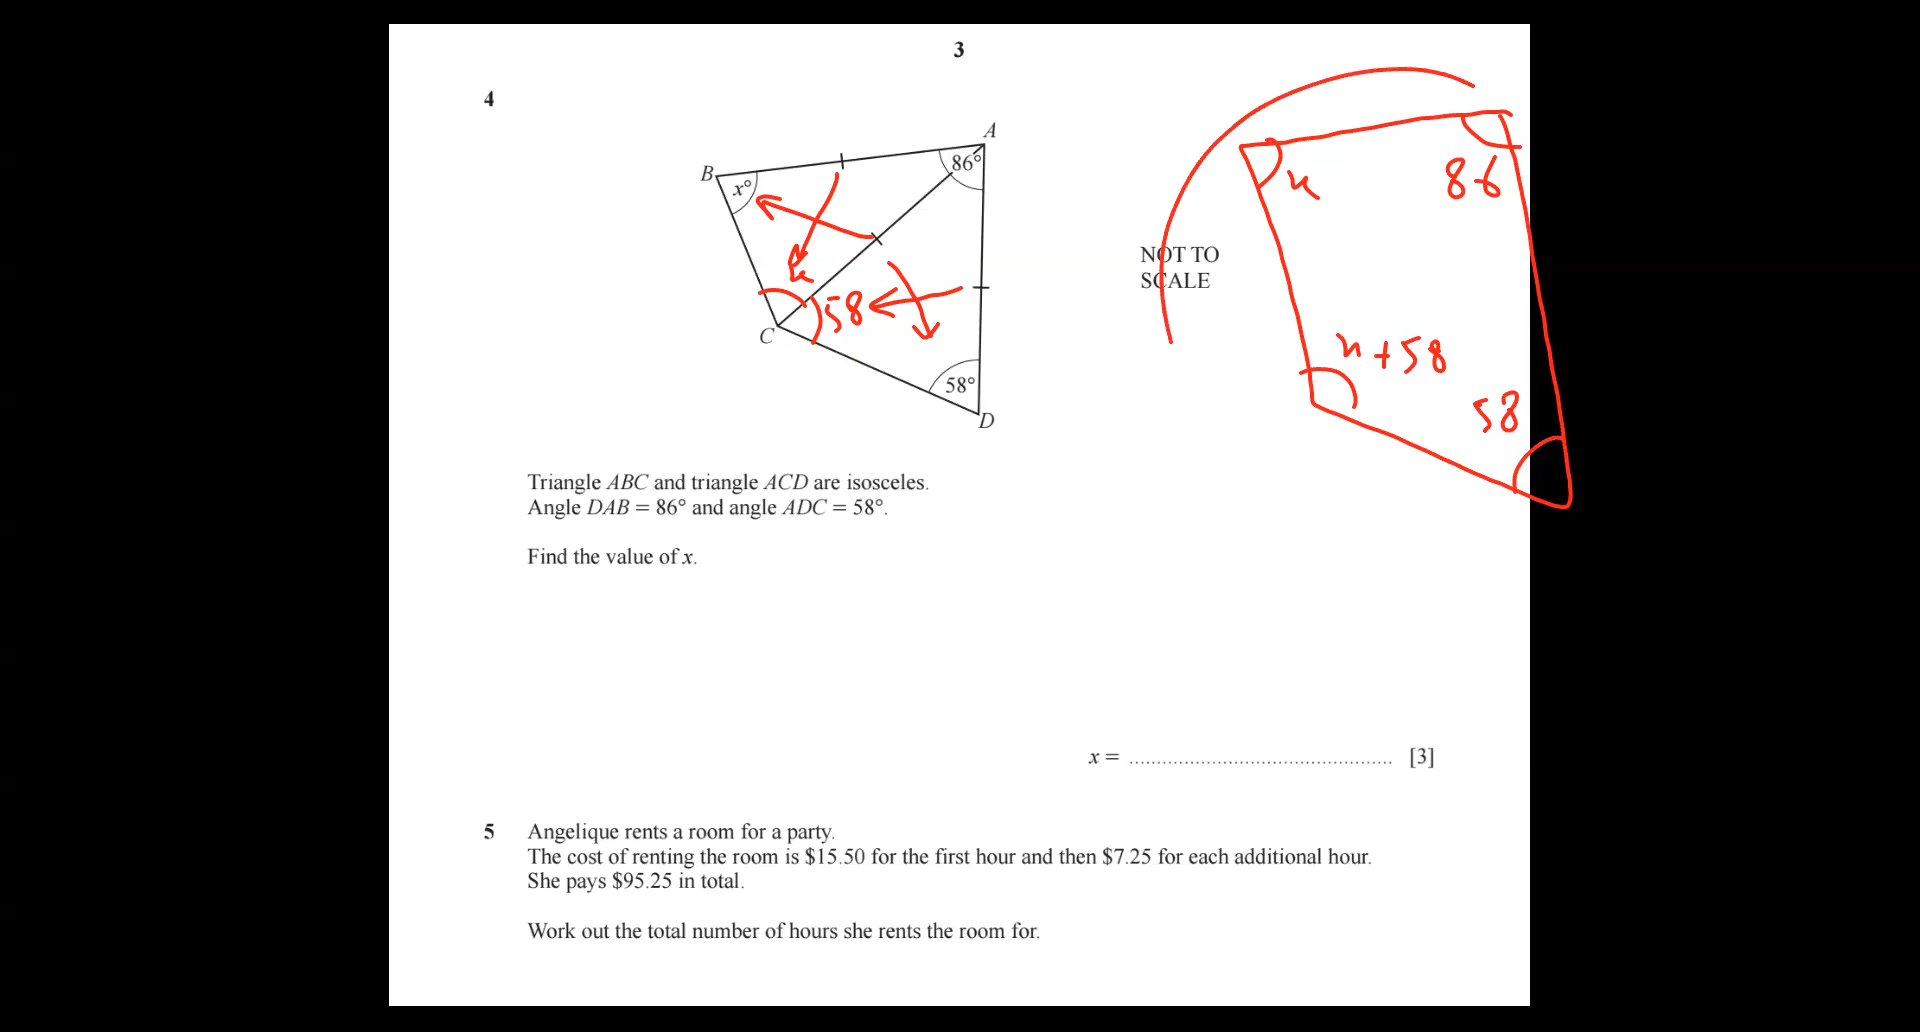 3
4
A
B
86°
x°
x
86
NOT TO
SCALE
x
58
C
x + 58
58°
58
D
Triangle ABC and triangle ACD are isosceles.
Angle DAB = 86° and angle ADC = 58°.
Find the value of x.
x = ................................................ [3]
5 Angelique rents a room for a party.
The cost of renting the room is $15.50 for the first hour and then $7.25 for each additional hour.
She pays $95.25 in total.
Work out the total number of hours she rents the room for.